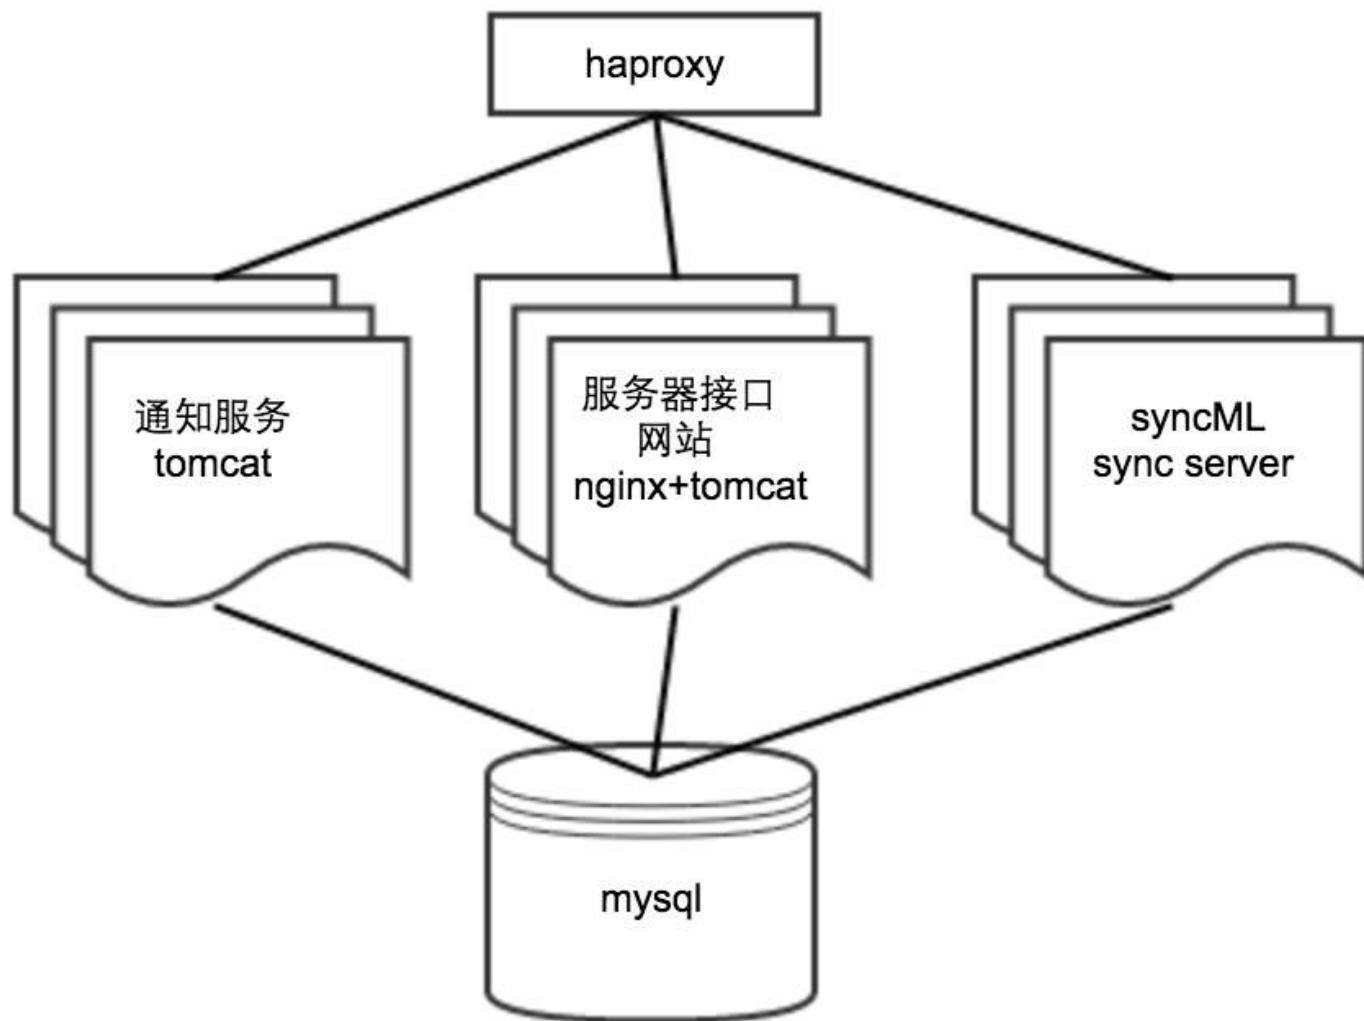 haproxy
通知服务
tomcat
服务器接口
网站
nginx+tomcat
syncML
sync server
mysql